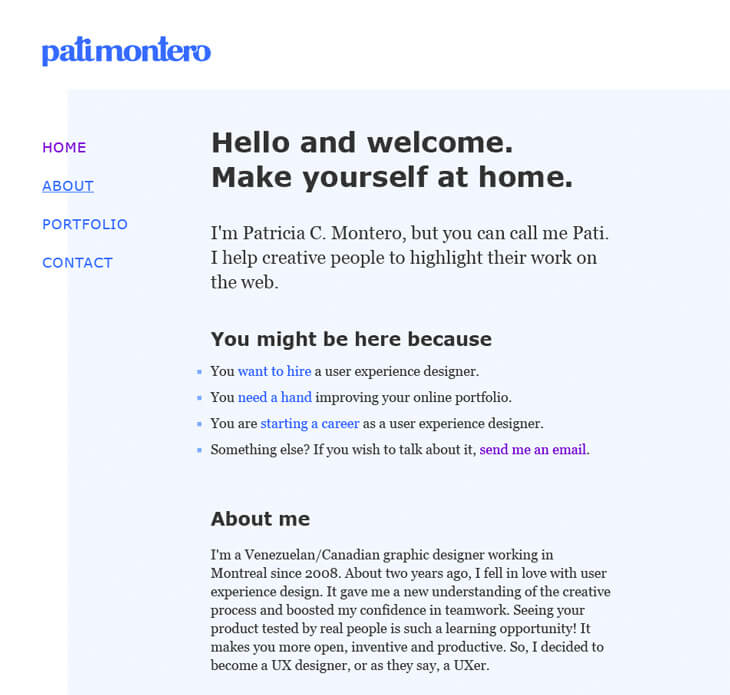 patimontero
HOME
ABOUT
PORTFOLIO
CONTACT
Hello and welcome.
Make yourself at home.
I'm Patricia C. Montero, but you can call me Pati.
I help creative people to highlight their work on
the web.
You might be here because
You want to hire a user experience designer.
You need a hand improving your online portfolio.
You are starting a career as a user experience designer.
Something else? If you wish to talk about it, send me an email.
About me
I'm a Venezuelan/Canadian graphic designer working in
Montreal since 2008. About two years ago, I fell in love with user
experience design. It gave me a new understanding of the creative
process and boosted my confidence in teamwork. Seeing your
product tested by real people is such a learning opportunity! It
makes you more open, inventive and productive. So, I decided to
become a UX designer, or as they say, a UXer.